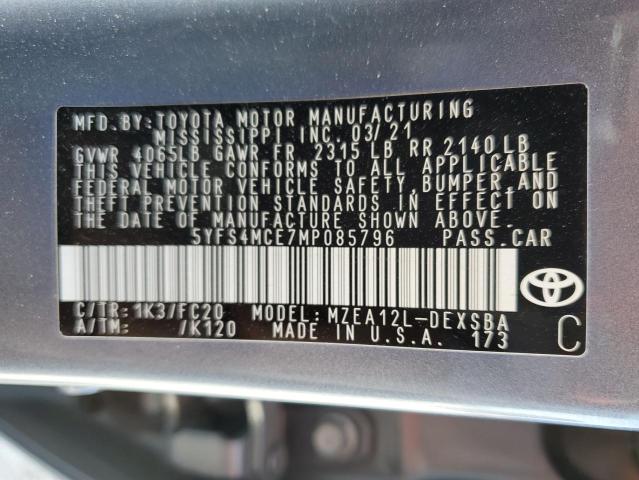 MFD.BY:TOYOTA MOTOR MANUFACTURING
MISSISSIPPI INC. 03/21
GVWR 4065LB GAWR FR 2315 LB RR 2140 LB
THIS VEHICLE CONFORMS TO ALL APPLICABLE
FEDERAL MOTOR VEHICLE SAFETY, BUMPER, AND
THEFT PREVENTION STANDARDS IN EFFECT ON
THE DATE OF MANUFACTURE SHOWN ABOVE.
5YFS4MCE7MP085796 PASS.CAR
C/TR: 1K3/FC20 MODEL: MZEA12L-DEXSBA
A/TM: /K120 MADE IN U.S.A. 173
C